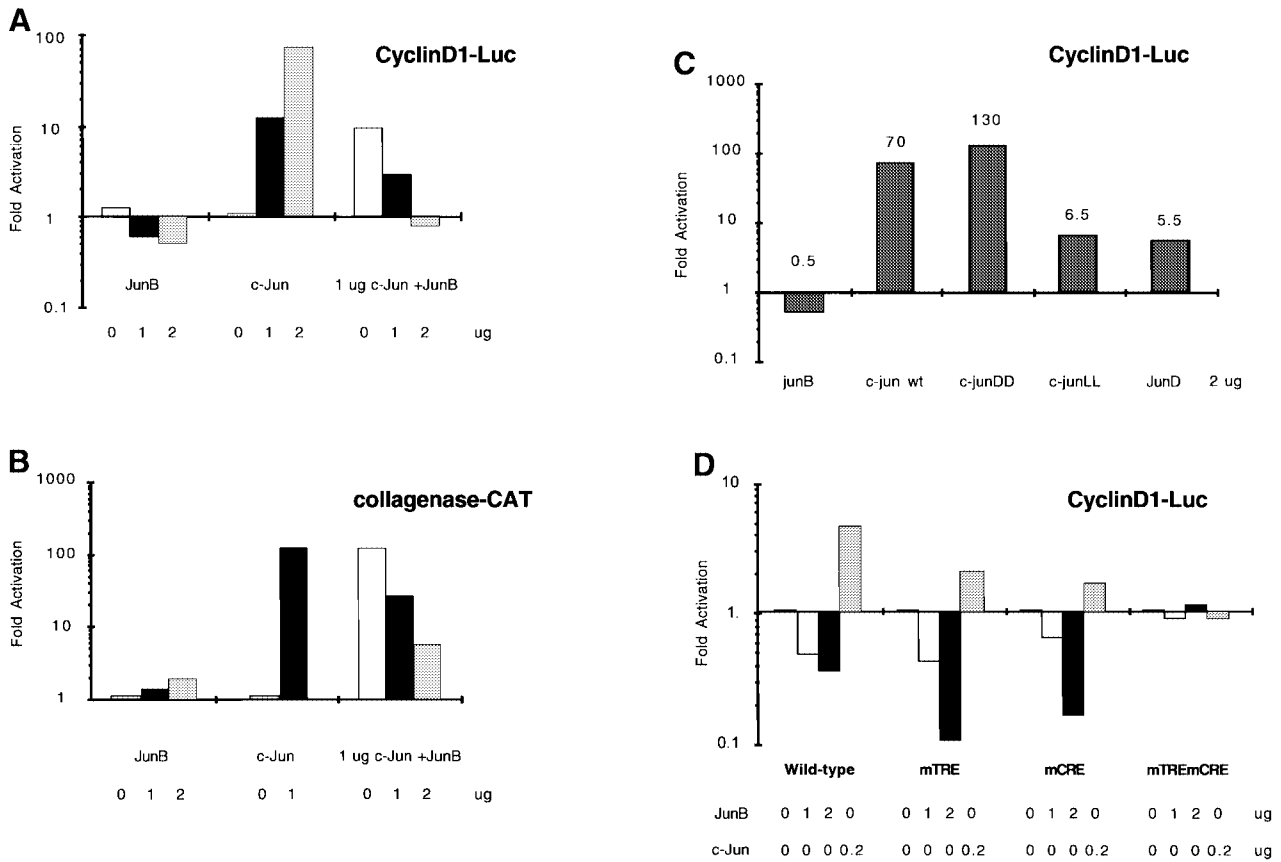 A
CyclinD1-Luc
Fold Activation
100
10
1
0.1
JunB c-Jun 1 ug c-Jun +JunB
0 1 2 0 1 2 0 1 2 ug
B
collagenase-CAT
Fold Activation
1000
100
10
1
JunB c-Jun 1 ug c-Jun +JunB
0 1 2 0 1 0 1 2 ug
C
CyclinD1-Luc
Fold Activation
1000
100
10
1
0.1
0.5 70 130 6.5 5.5
junB c-jun wt c-junDD c-junLL JunD 2 ug
D
CyclinD1-Luc
Fold Activation
10
1.
0.1
Wild-type mTRE mCRE mTREmCRE
JunB 0 1 2 0 0 1 2 0 0 1 2 0 0 1 2 0 ug
c-Jun 0 0 0 0.2 0 0 0 0.2 0 0 0 0.2 0 0 0 0.2 ug